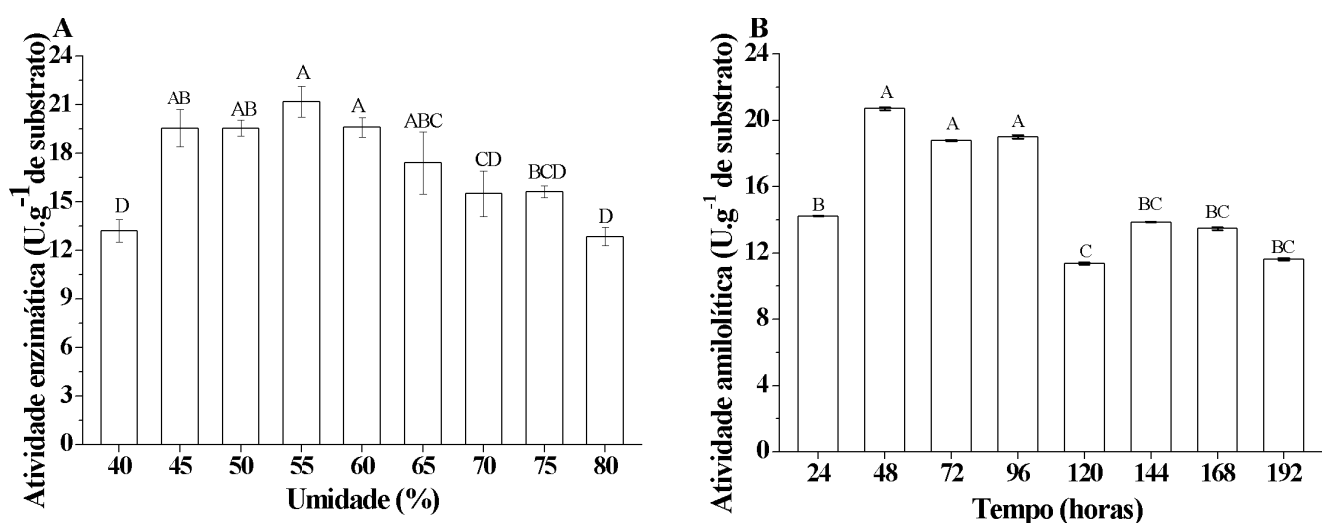 A
Atividade enzimática (U.g⁻¹ de substrato)
24
21
18
15
12
9
6
3
0
D
AB
AB
A
A
ABC
CD
BCD
D
40 45 50 55 60 65 70 75 80
Umidade (%)
B
Atividade amilolítica (U.g⁻¹ de substrato)
24
20
16
12
8
4
0
B
A
A
A
C
BC
BC
BC
24 48 72 96 120 144 168 192
Tempo (horas)